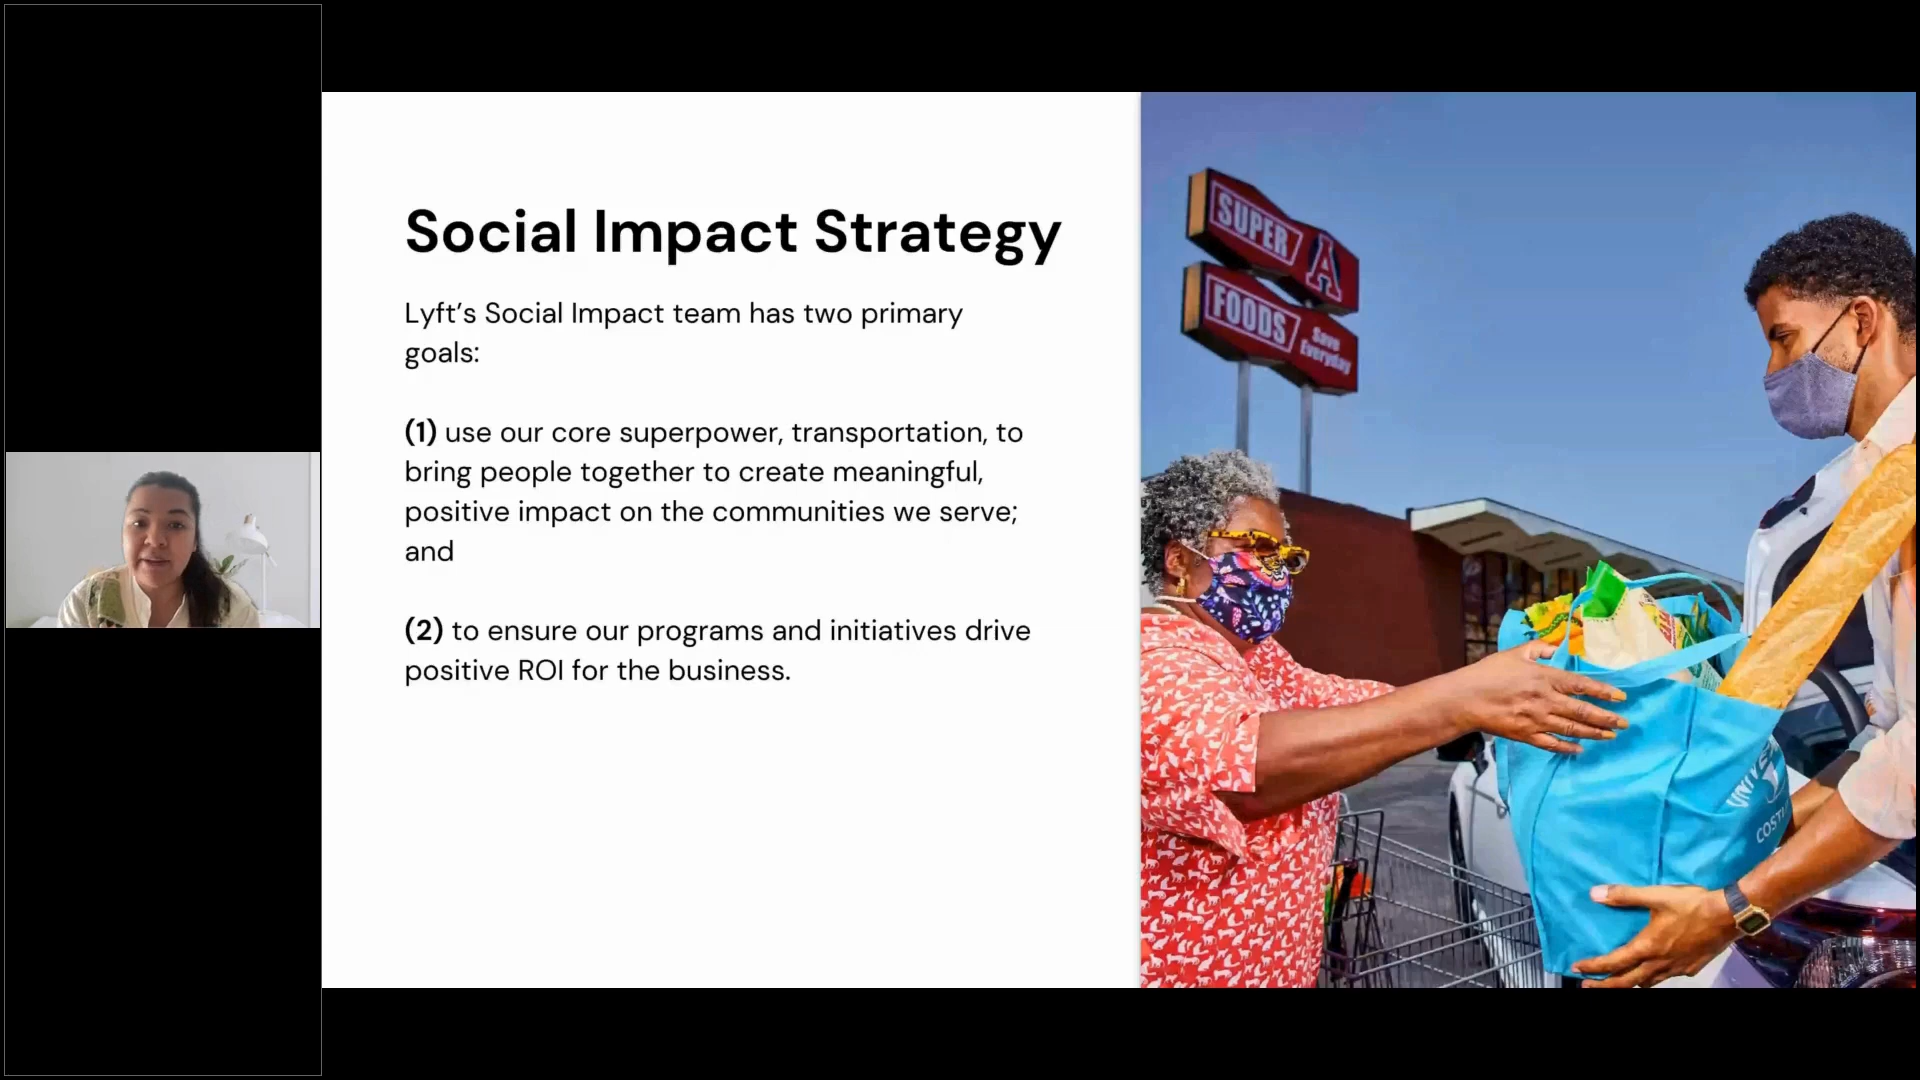 Social Impact Strategy
Lyft’s Social Impact team has two primary
goals:
(1) use our core superpower, transportation, to
bring people together to create meaningful,
positive impact on the communities we serve;
and
(2) to ensure our programs and initiatives drive
positive ROI for the business.
SUPER A
FOODS
Save
Everyday